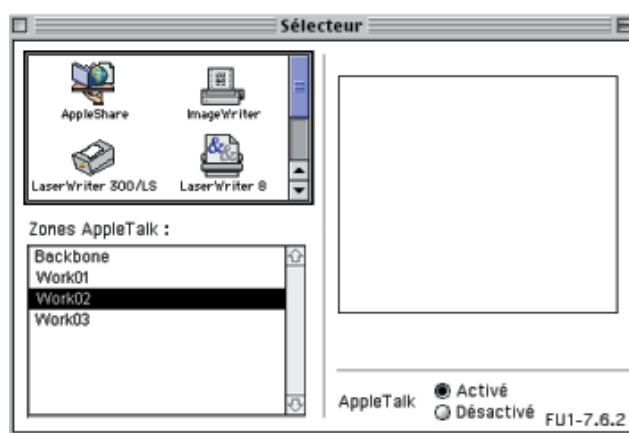 Sélecteur
AppleShare
ImageWriter
LaserWriter 300/LS
LaserWriter 8
Zones AppleTalk :
Backbone
Work01
Work02
Work03
AppleTalk
Activé
Désactivé
FU1-7.6.2